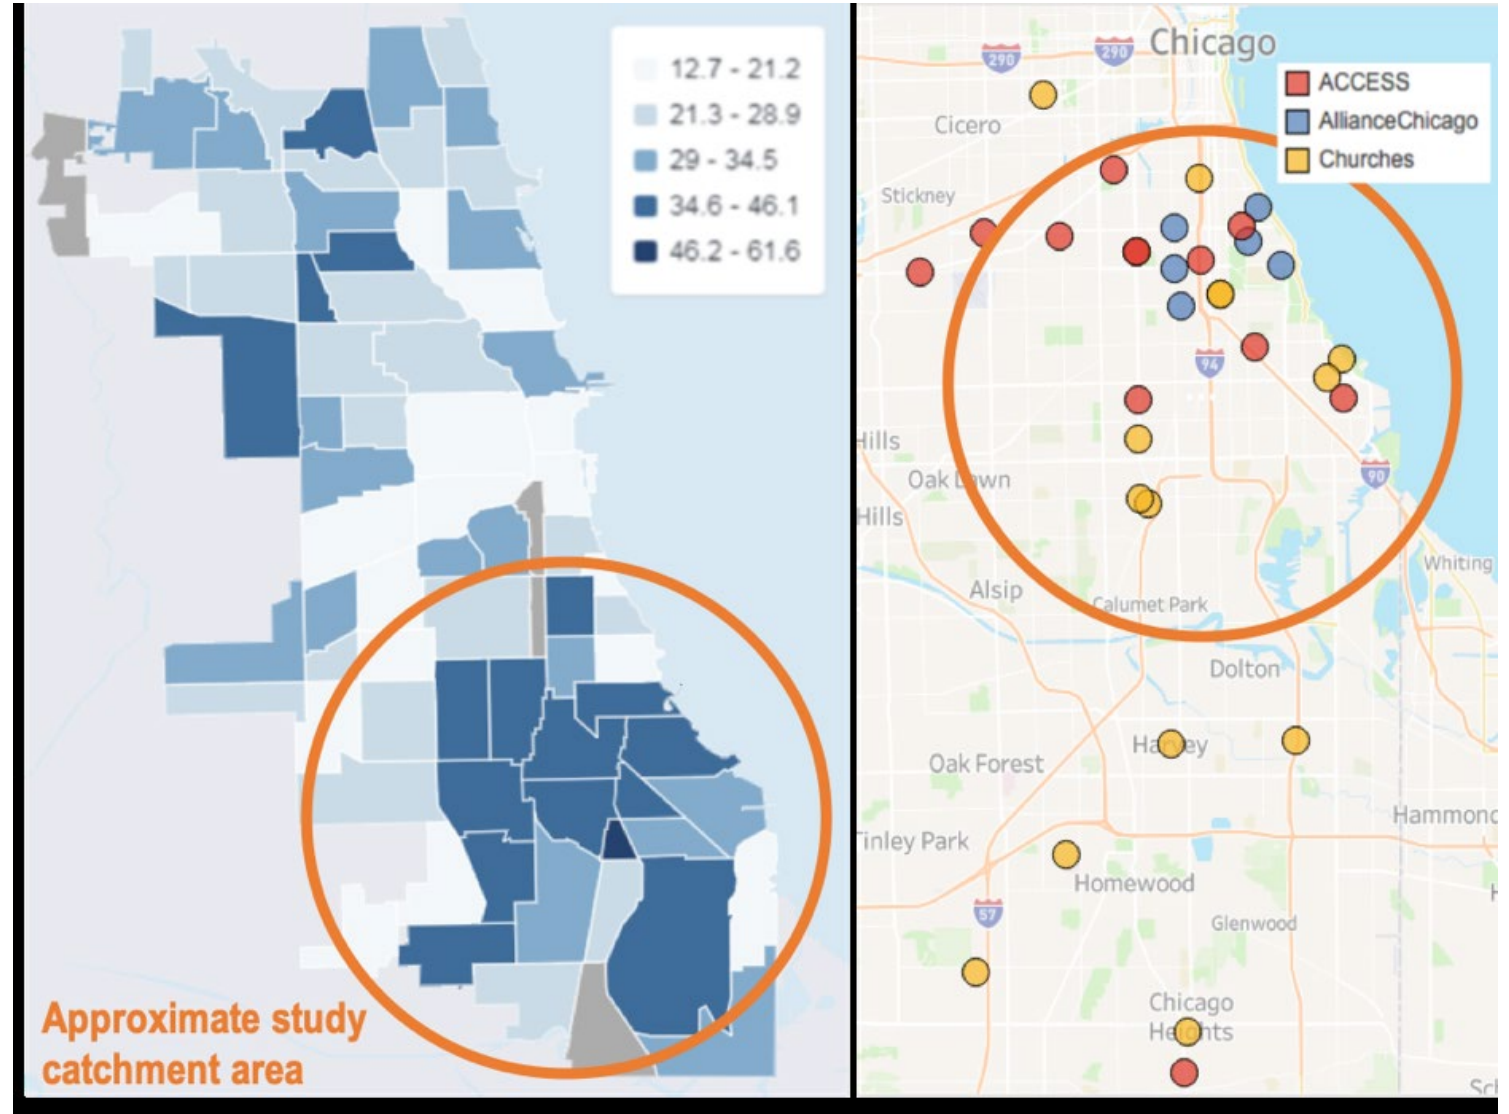 12.7 - 21.2
21.3 - 28.9
29 - 34.5
34.6 - 46.1
46.2 - 61.6
Approximate study
catchment area
Chicago
290
290
ACCESS
AllianceChicago
Churches
Cicero
Stickney
94
Hills
Oak Lawn
90
Hills
Whiting
Alsip
Calumet Park
Dolton
Harvey
Oak Forest
Hammond
Tinley Park
Homewood
57
Glenwood
Chicago
Heights